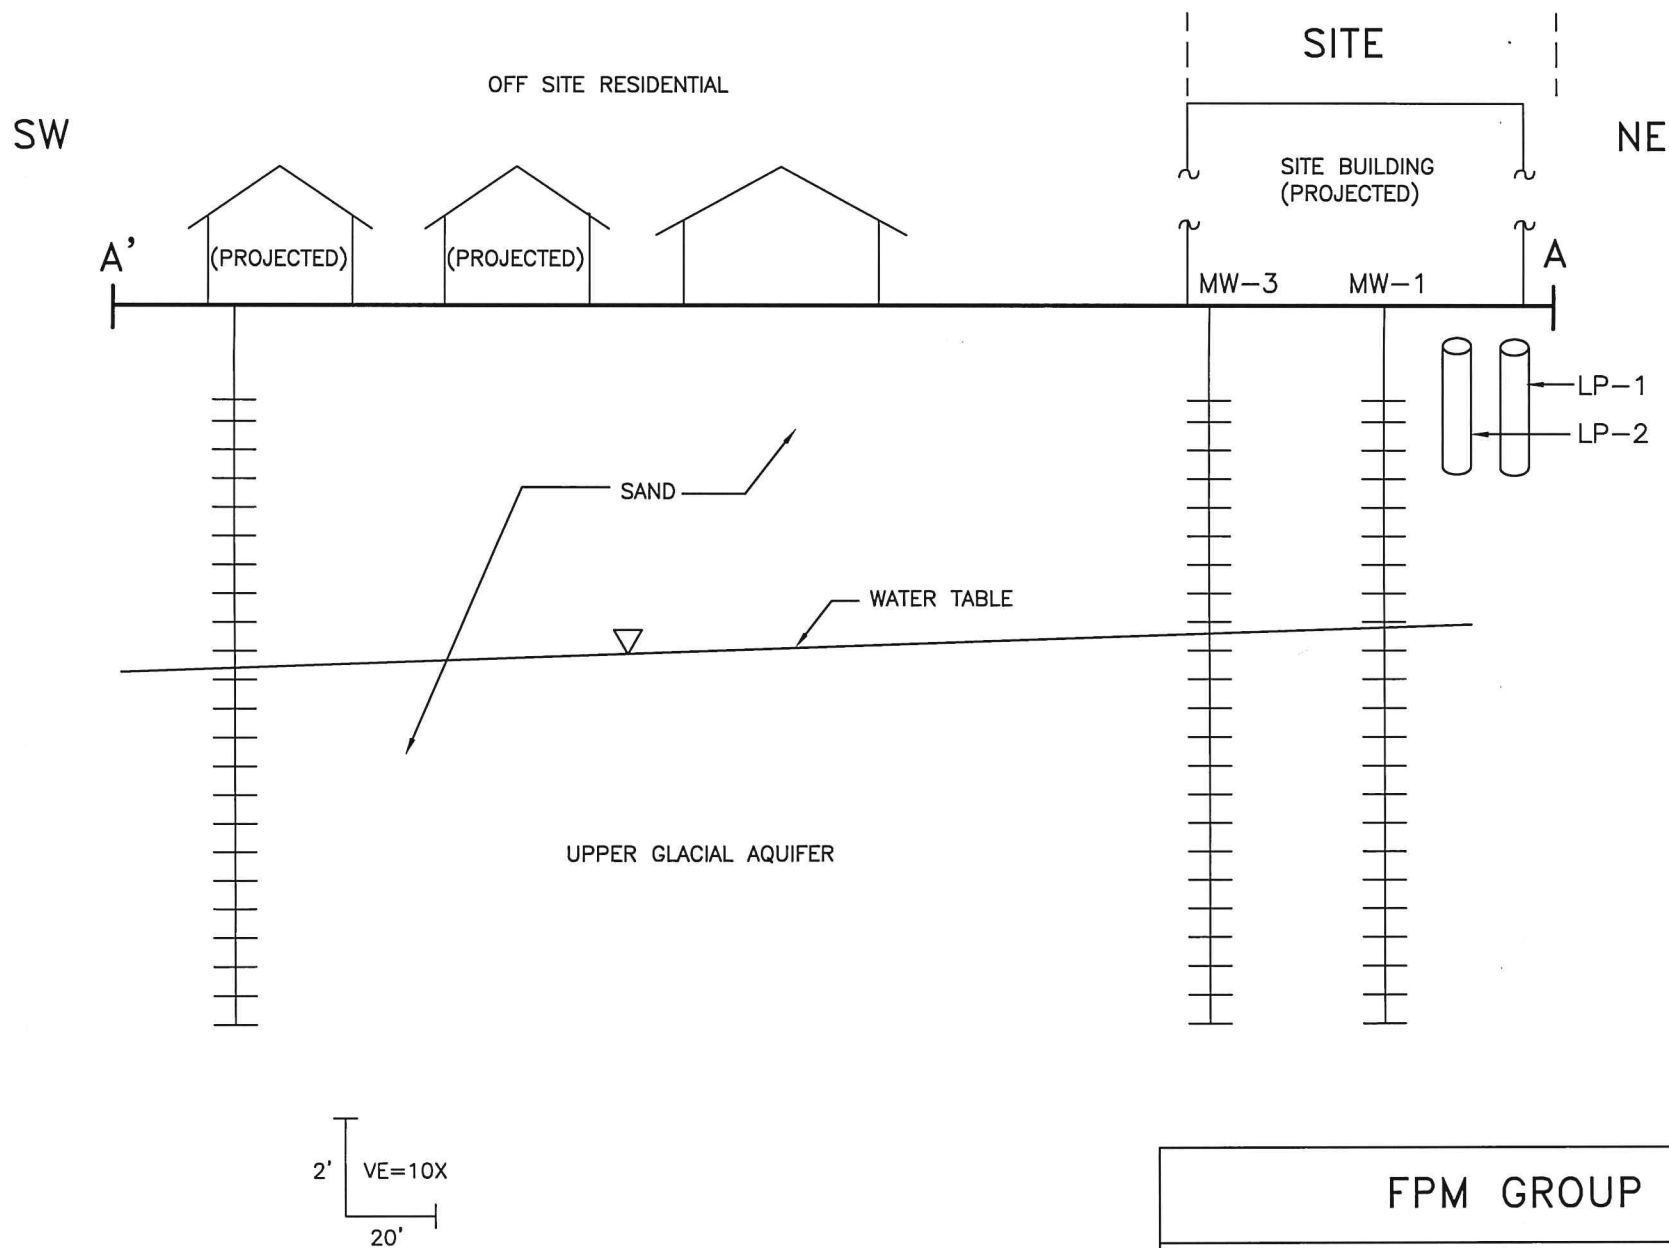 SITE
OFF SITE RESIDENTIAL
SW
NE
SITE BUILDING
(PROJECTED)
A'
(PROJECTED)
(PROJECTED)
A
MW-3
MW-1
LP-1
LP-2
SAND
WATER TABLE
UPPER GLACIAL AQUIFER
2'
VE=10X
20'
FPM GROUP